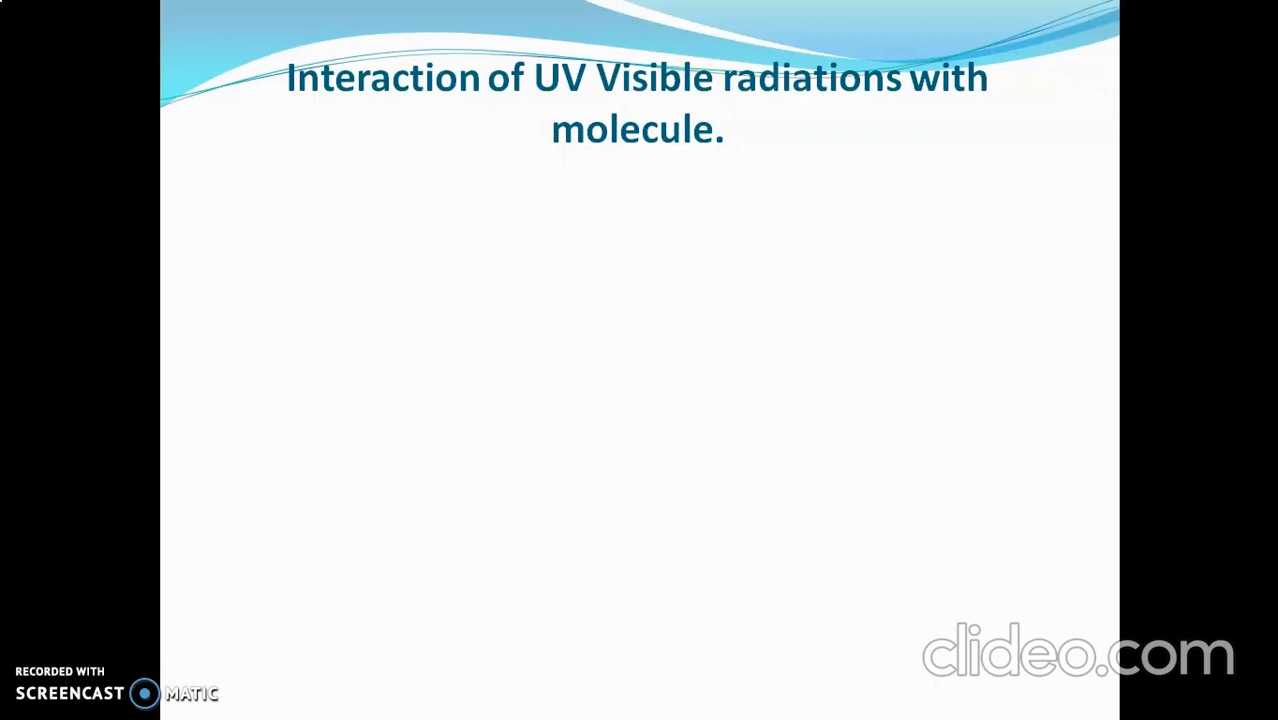 Interaction of UV Visible radiations with
molecule.
RECORDED WITH
SCREENCAST MATIC
clideo.com